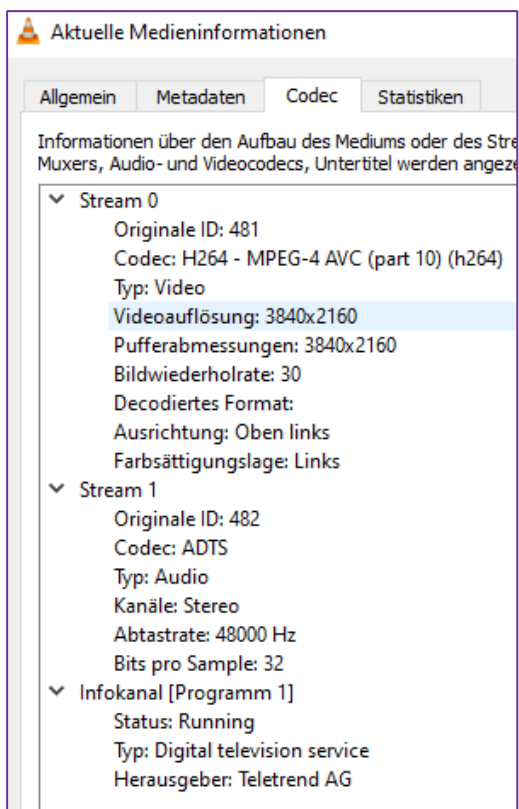 Aktuelle Medieninformationen
Allgemein Metadaten Codec Statistiken
Informationen über den Aufbau des Mediums oder des
Muxers, Audio- und Videocodecs, Untertitel werden
Stream 0
Originale ID: 481
Codec: H264 - MPEG-4 AVC (part 10) (h264)
Typ: Video
Videoauflösung: 3840x2160
Pufferabmessungen: 3840x2160
Bildwiederholrate: 30
Decodiertes Format:
Ausrichtung: Oben links
Farbsättigungslage: Links
Stream 1
Originale ID: 482
Codec: ADTS
Typ: Audio
Kanäle: Stereo
Abtastrate: 48000 Hz
Bits pro Sample: 32
Infokanal [Programm 1]
Status: Running
Typ: Digital television service
Herausgeber: Teletrend AG